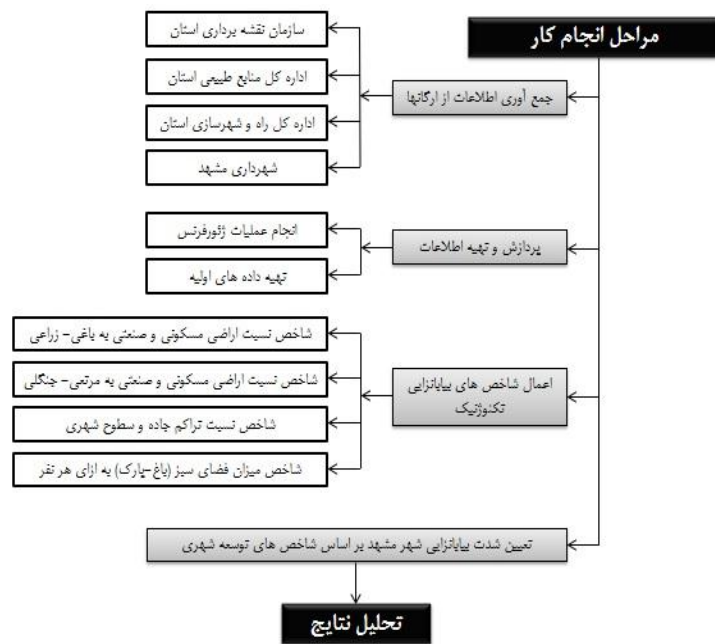 مراحل انجام کار
جمع آوری اطلاعات از ارگانها
سازمان نقشه برداری استان
اداره کل منابع طبیعی استان
اداره کل راه و شهرسازی استان
شهرداری مشهد
پردازش و تهیه اطلاعات
انجام عملیات ژئورفرنس
تهیه داده های اولیه
اعمال شاخص های بیابانزایی
تکنوژنیک
شاخص نسبت اراضی مسکونی و صنعتی به باغی- زراعی
شاخص نسبت اراضی مسکونی و صنعتی به مرتعی- جنگلی
شاخص نسبت تراکم جاده و سطوح شهری
شاخص میزان فضای سبز (باغ-پارک) به ازای هر نفر
تعیین شدت بیابانزایی شهر مشهد بر اساس شاخص های توسعه شهری
تحلیل نتایج